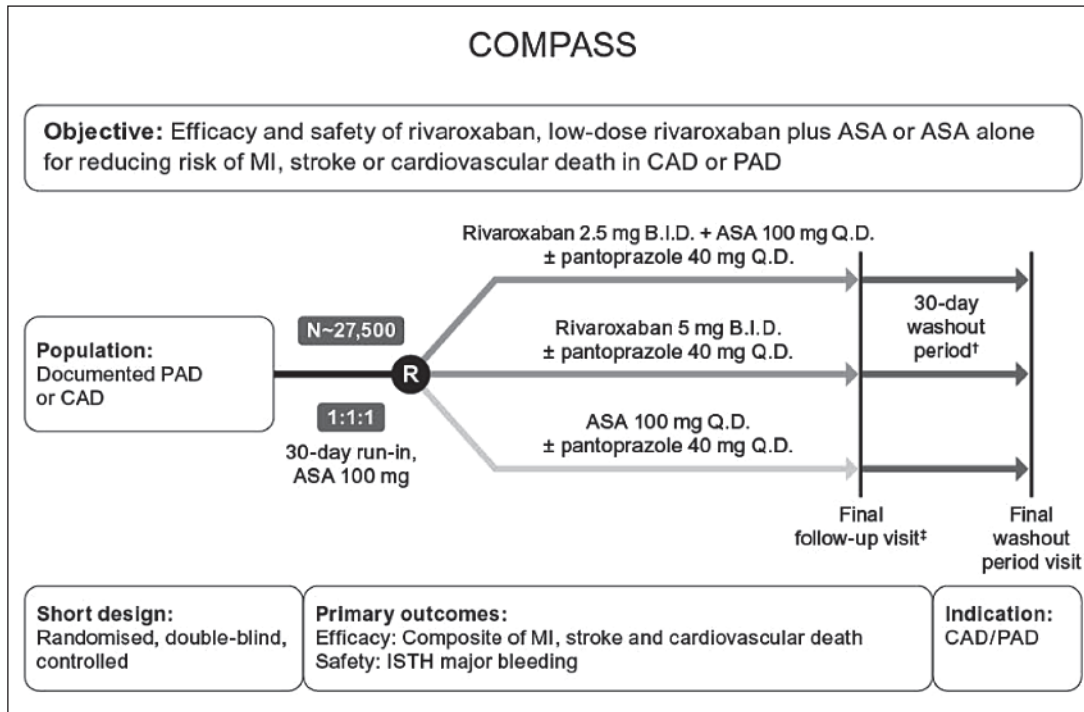 COMPASS
Objective: Efficacy and safety of rivaroxaban, low-dose rivaroxaban plus ASA or ASA alone
for reducing risk of MI, stroke or cardiovascular death in CAD or PAD
Population:
Documented PAD
or CAD
N~27,500
1:1:1
30-day run-in,
ASA 100 mg
R
Rivaroxaban 2.5 mg B.I.D. + ASA 100 mg Q.D.
± pantoprazole 40 mg Q.D.
Rivaroxaban 5 mg B.I.D.
± pantoprazole 40 mg Q.D.
ASA 100 mg Q.D.
± pantoprazole 40 mg Q.D.
30-day
washout
period†
Final
follow-up visit‡
Final
washout
period visit
Short design:
Randomised, double-blind,
controlled
Primary outcomes:
Efficacy: Composite of MI, stroke and cardiovascular death
Safety: ISTH major bleeding
Indication:
CAD/PAD